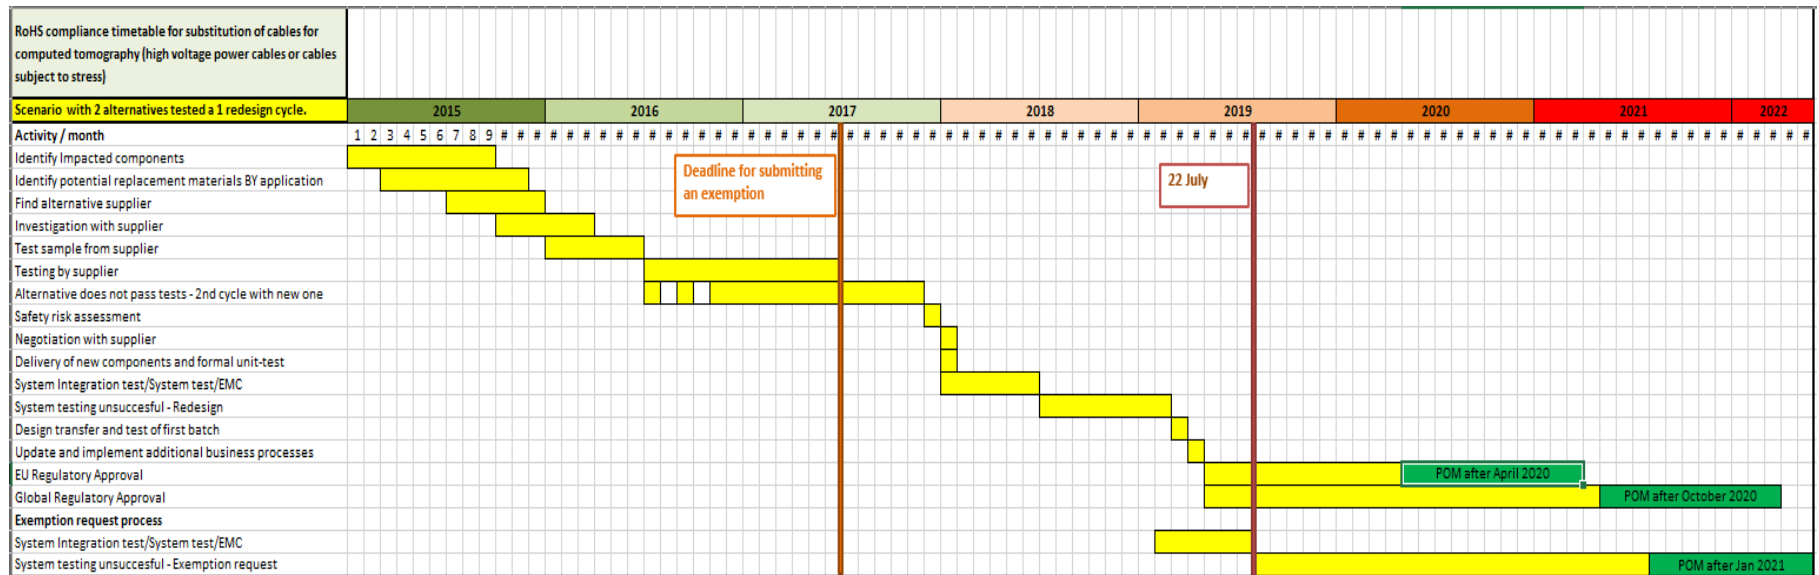 RoHS compliance timetable for substitution of cables for
computed tomography (high voltage power cables or cables
subject to stress)
Scenario with 2 alternatives tested a 1 redesign cycle. 2015 2016 2017 2018 2019 2020 2021 2022
Activity / month 1 2 3 4 5 6 7 8 9 # # # # # # # # # # # # # # # # # # # # # # # # # # # # # # # # # # # # # # # # # # # # # # # # # # # # # # # # # # # # # # # # # # # # # # # # # # # # # # # #
Identify Impacted components
Deadline for submitting
an exemption
22 July
Identify potential replacement materials BY application
Find alternative supplier
Investigation with supplier
Test sample from supplier
Testing by supplier
Alternative does not pass tests - 2nd cycle with new one
Safety risk assessment
Negotiation with supplier
Delivery of new components and formal unit-test
System Integration test/System test/EMC
System testing unsuccesful - Redesign
Design transfer and test of first batch
Update and implement additional business processes
EU Regulatory Approval POM after April 2020
Global Regulatory Approval POM after October 2020
Exemption request process
System Integration test/System test/EMC
System testing unsuccesful - Exemption request POM after Jan 2021